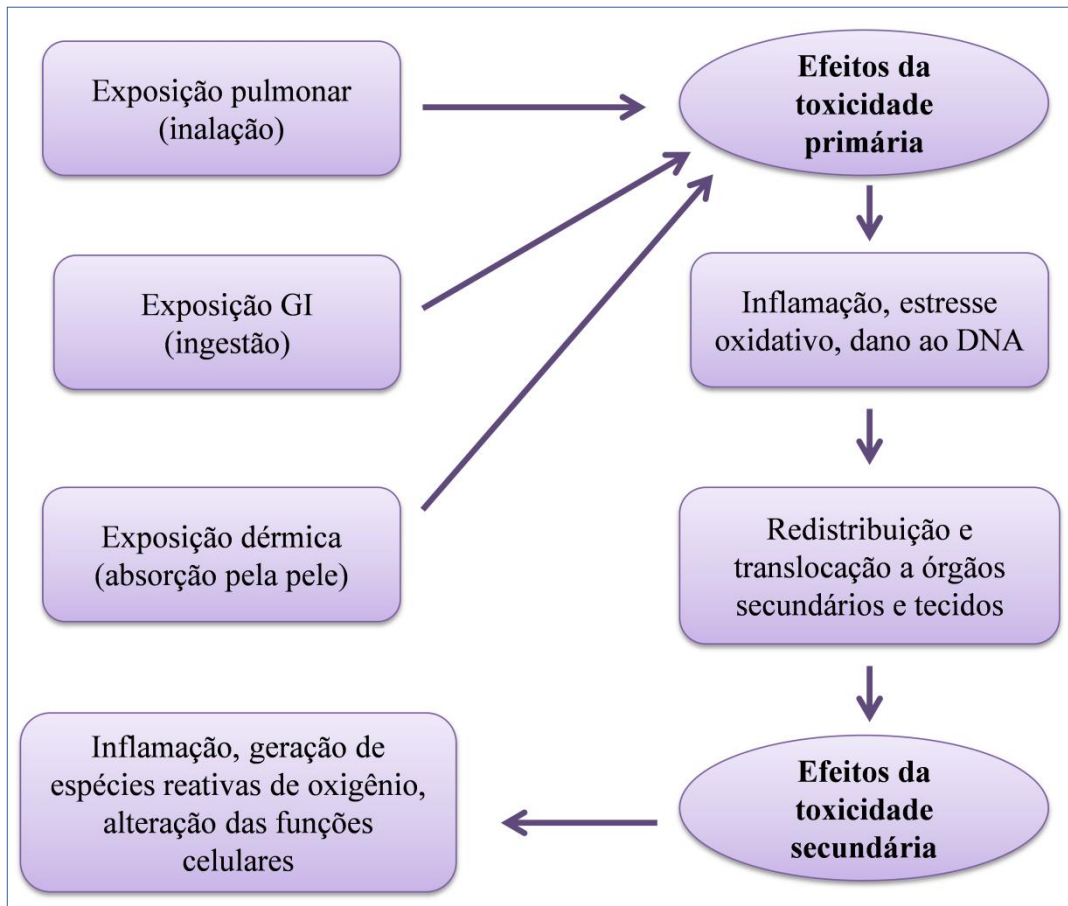 Exposição pulmonar
(inalação)
Efeitos da
toxicidade
primária
Exposição GI
(ingestão)
Inflamação, estresse
oxidativo, dano ao DNA
Exposição dérmica
(absorção pela pele)
Redistribuição e
translocação a órgãos
secundários e tecidos
Efeitos da
toxicidade
secundária
Inflamação, geração de
espécies reativas de oxigênio,
alteração das funções
celulares